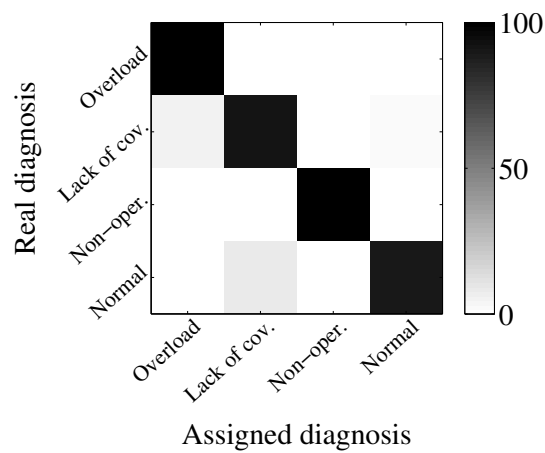 Real diagnosis
Overload
Lack of cov.
Non-oper.
Normal
Overload
Lack of cov.
Non-oper.
Normal
Assigned diagnosis
100
50
0